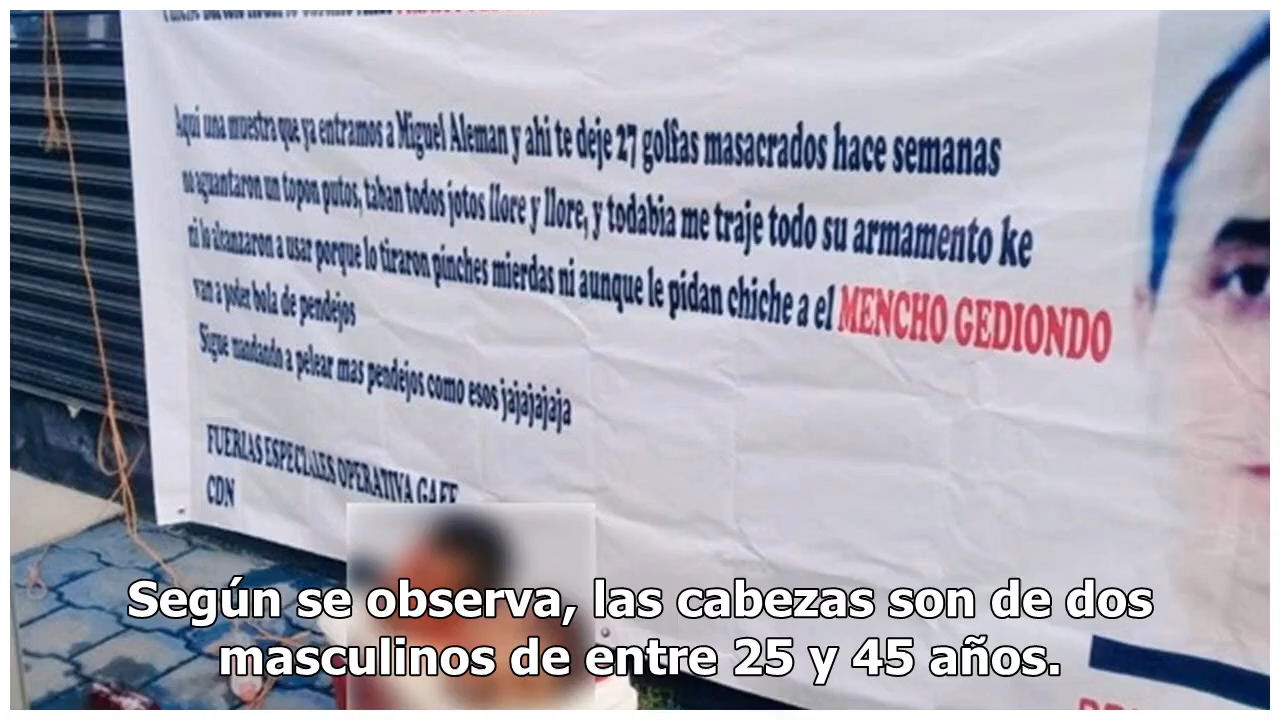 Aquí una muestra que ya entramos a Miguel Aleman y ahi te deje 27 golfas masacrados hace semanas
no aguantaron un topon putos, taban todos jotos llore y llore, y todabia me traje todo su armamento ke
ni lo alcanzaron a usar porque lo tiraron pinches mierdas ni aunque le pidan chiche a el MENCHO GEDIONDO
van a poder bola de pendejos
Sigue mandando a pelear mas pendejos como esos jajajajaja
FUERIAS ESPECIALES OPERATIVA GAFE
CDN
Según se observa, las cabezas son de dos
masculinos de entre 25 y 45 años.